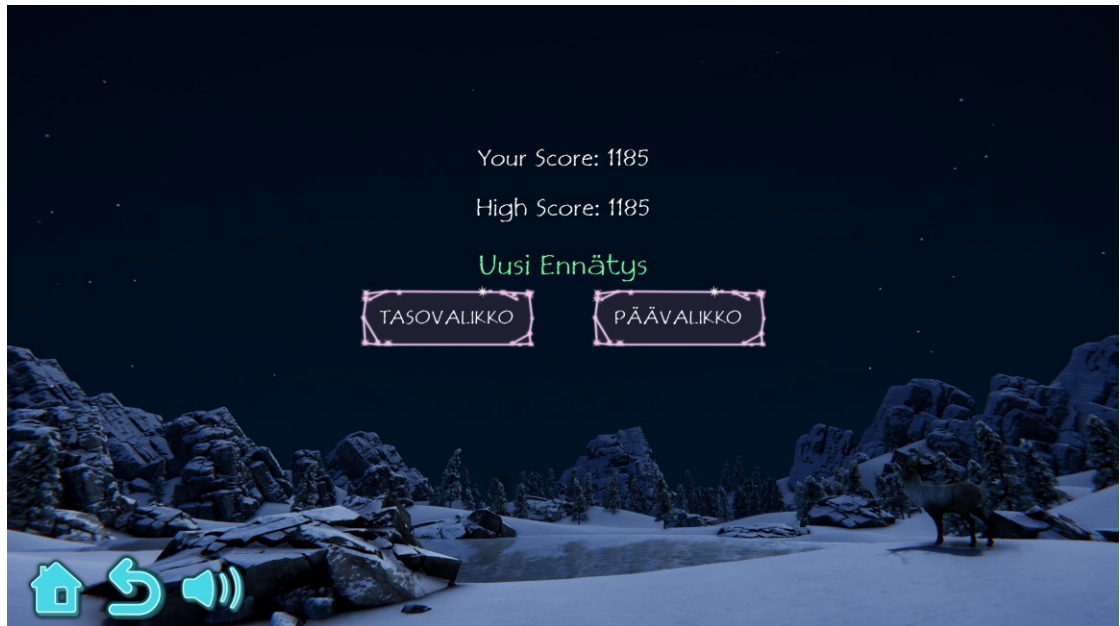 Your Score: 1185
High Score: 1185
Uusi Ennätys
TASOVALIKKO
PÄÄVALIKKO